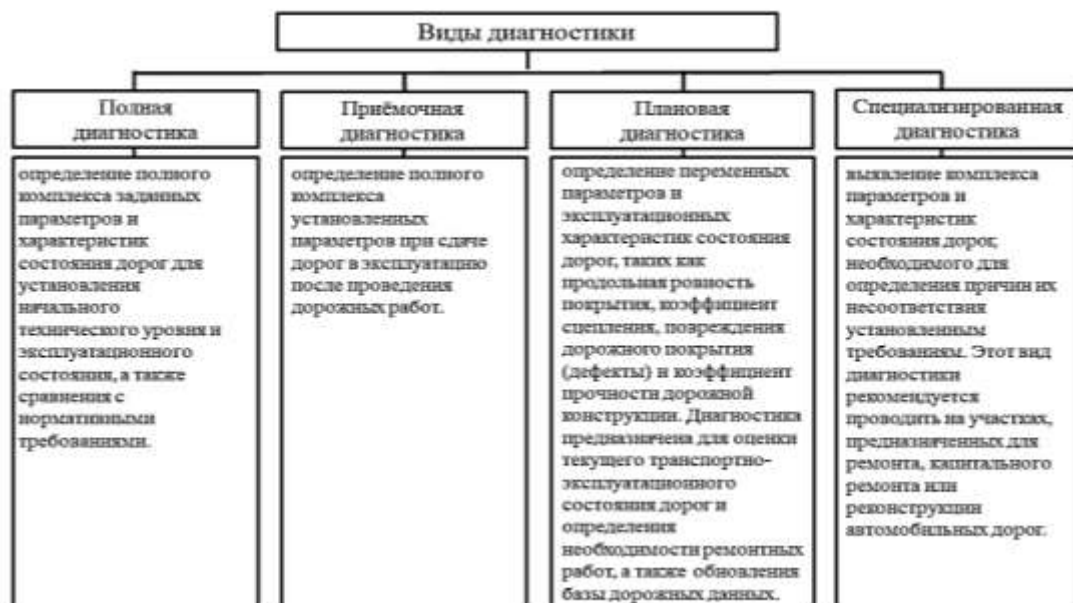 Виды диагностики
Полная
диагностика
определение полного
комплекса заданных
параметров и
характеристик
состояния дорог для
установления
начального
технического уровня и
эксплуатационного
состояния, а также
сравнения с
нормативными
требованиями.
Приёмочная
диагностика
определение полного
комплекса
установленных
параметров при сдаче
дорог в эксплуатацию
после проведения
дорожных работ.
Плановая
диагностика
определение переменных
параметров и
эксплуатационных
характеристик состояния
дорог, таких как
продольная ровность
покрытия, коэффициент
сцепления, повреждения
дорожного покрытия
(дефекты) и коэффициент
прочности дорожной
конструкции. Диагностика
предназначена для оценки
текущего транспортно-
эксплуатационного
состояния дорог и
определения
необходимости ремонтных
работ, а также обновления
базы дорожных данных.
Специализированная
диагностика
выявление комплекса
параметров и
характеристик
состояния дорог,
необходимого для
определения причин их
несоответствия
установленным
требованиям. Этот вид
диагностики
рекомендуется
проводить на участках,
предназначенных для
ремонта, капитального
ремонта или
реконструкции
автомобильных дорог.